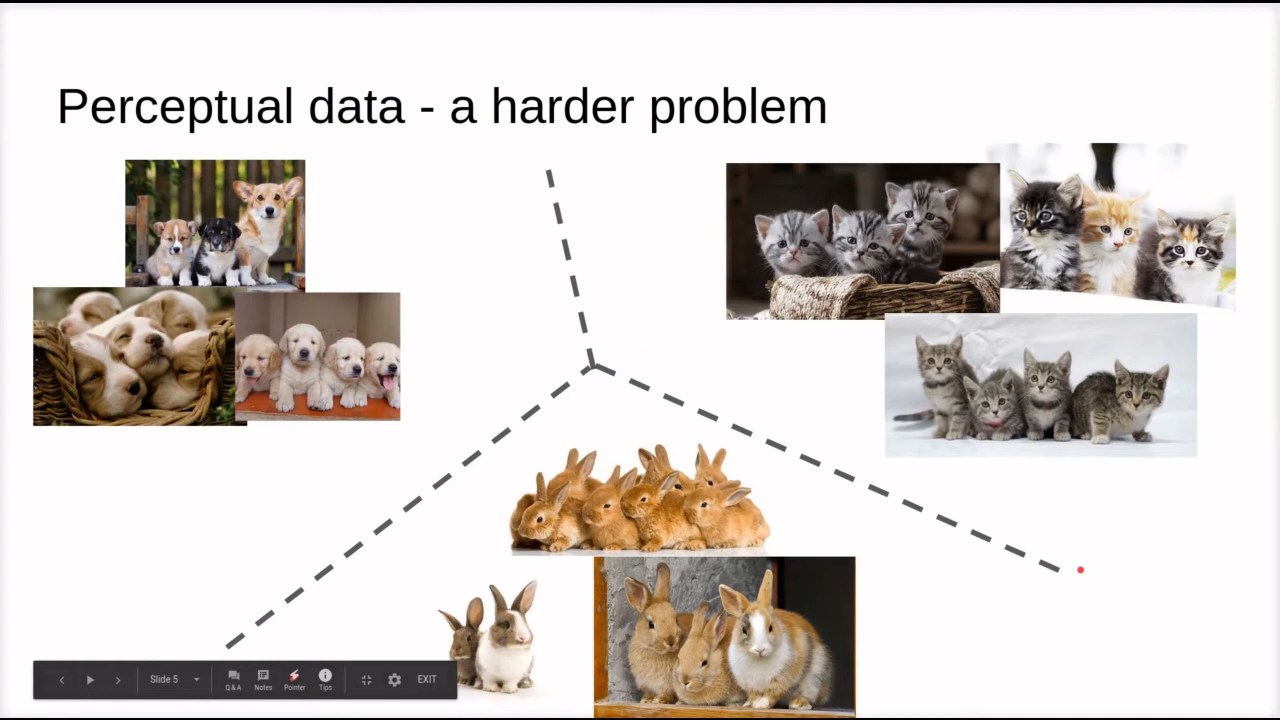 Perceptual data - a harder problem
Slide 5
Q&A
Notes
Pointer
Tips
EXIT